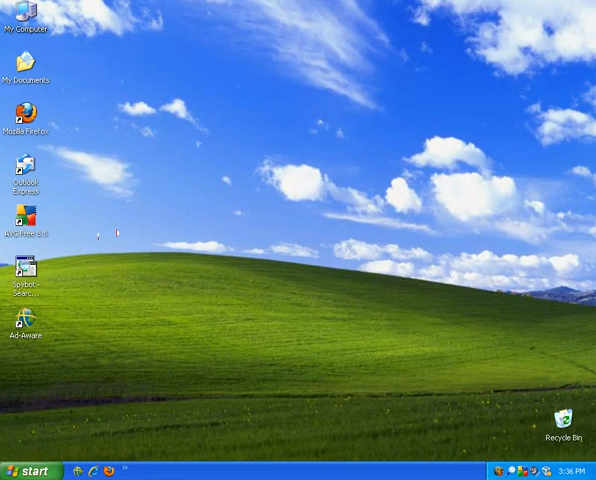 My Computer
My Documents
Mozilla Firefox
Outlook
Express
AVG Free 8.5
Spybot -
Searc...
Ad-Aware
Recycle Bin
start
3:36 PM